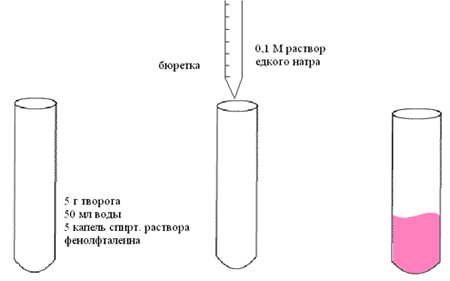 бюретка
0,1 М раствор
едкого натра
5 г творога
50 мл воды
5 капель спирт. раствора
фенолфталеина